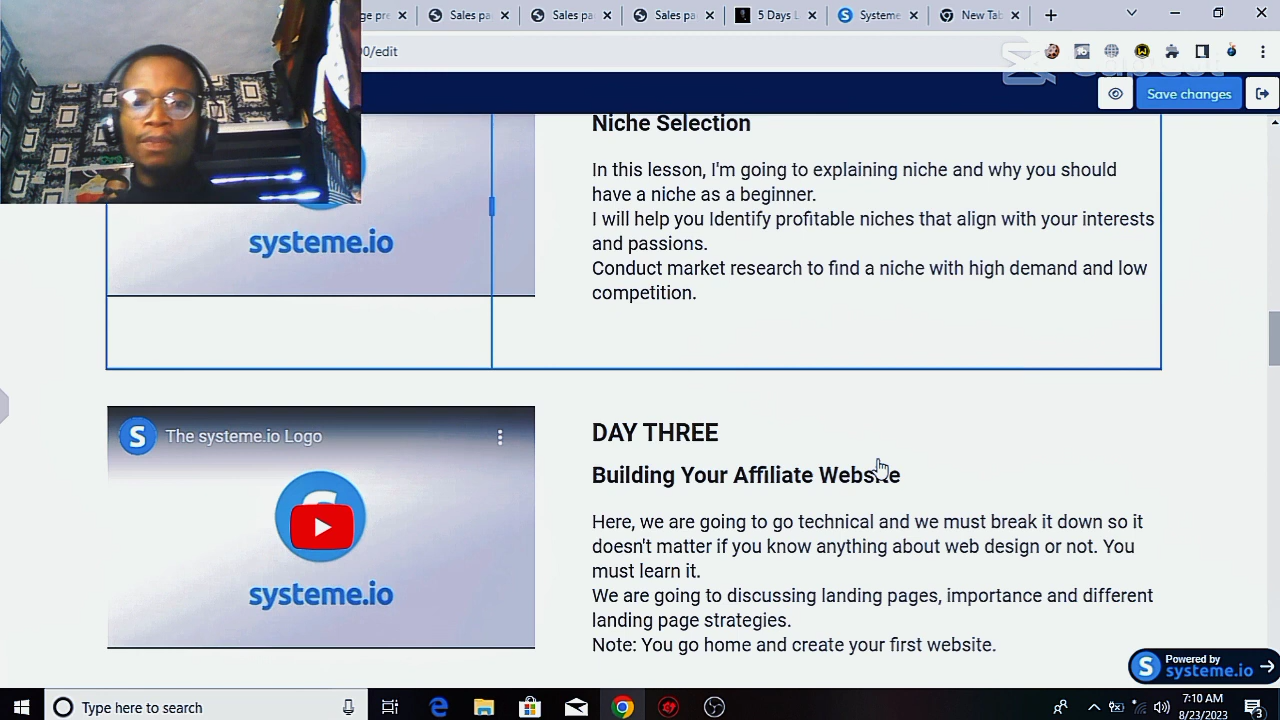 ge pre
Sales pa
Sales pa
Sales pa
5 Days
Systeme
New Tab
0/edit
Save changes
Niche Selection
In this lesson, I'm going to explaining niche and why you should
have a niche as a beginner.
I will help you Identify profitable niches that align with your interests
and passions.
Conduct market research to find a niche with high demand and low
competition.
systeme.io
The systeme.io Logo
systeme.io
DAY THREE
Building Your Affiliate Website
Here, we are going to go technical and we must break it down so it
doesn't matter if you know anything about web design or not. You
must learn it.
We are going to discussing landing pages, importance and different
landing page strategies.
Note: You go home and create your first website.
Powered by
systeme.io
Type here to search
7:10 AM
8/23/2023
3